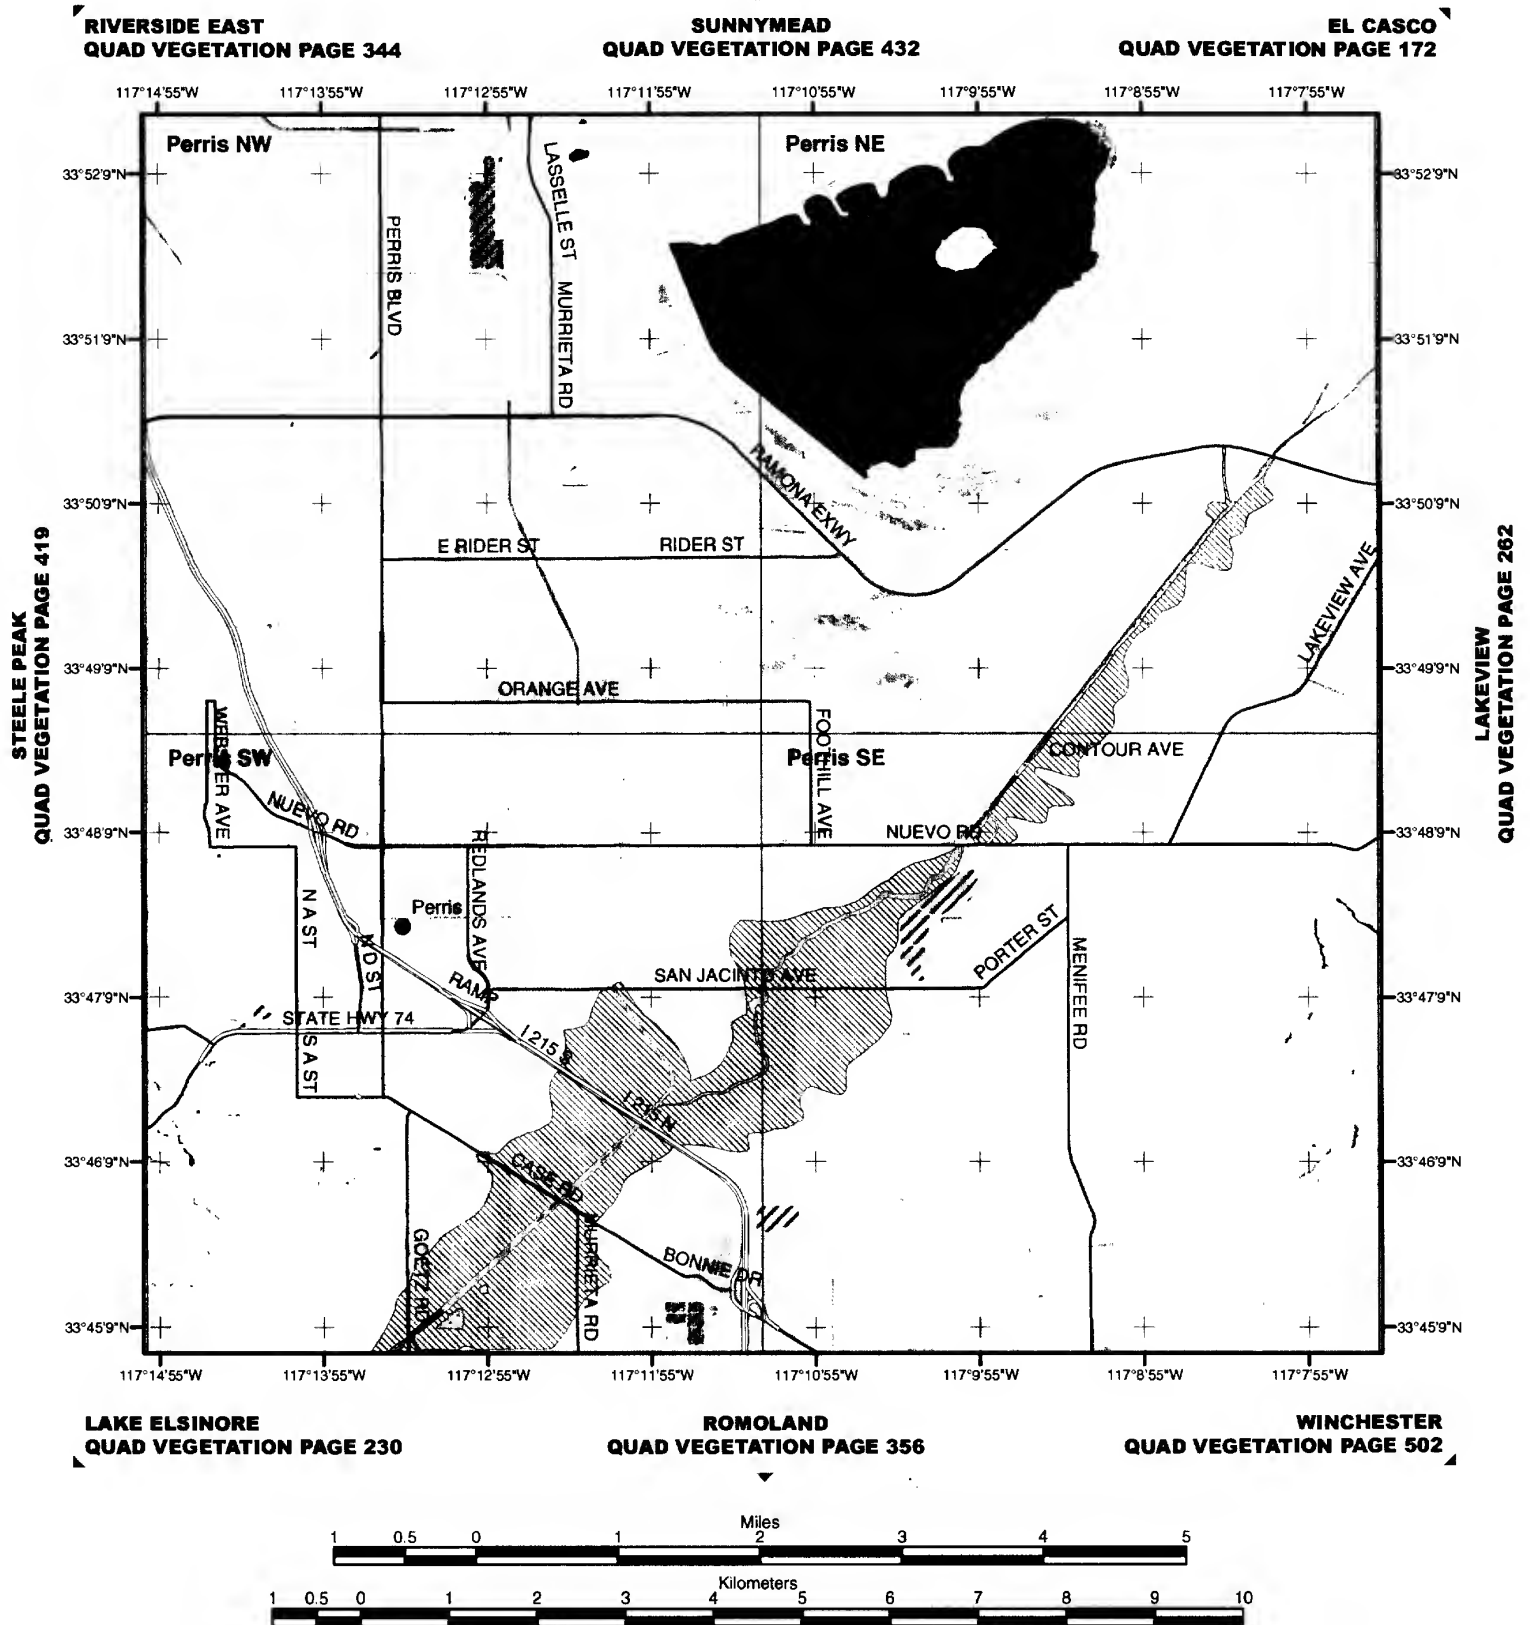 RIVERSIDE EAST
QUAD VEGETATION PAGE 344
SUNNYMEAD
QUAD VEGETATION PAGE 432
EL CASCO
QUAD VEGETATION PAGE 172
117°14'55"W 117°13'55"W 117°12'55"W 117°11'55"W 117°10'55"W 117°9'55"W 117°8'55"W 117°7'55"W
Perris NW
Perris NE
33°52'9"N
33°52'9"N
LASSELLE ST
PERRIS BLVD
MURRIETA RD
33°51'9"N
33°51'9"N
RAMONA EXWY
33°50'9"N
33°50'9"N
E RIDER ST
RIDER ST
LAKEVIEW AVE
STEELE PEAK
QUAD VEGETATION PAGE 419
LAKEVIEW
QUAD VEGETATION PAGE 262
33°49'9"N
33°49'9"N
ORANGE AVE
WEBSTER AVE
FOOTHILL AVE
Perris SW
Perris SE
CONTOUR AVE
NUEVO RD
NUEVO RD
33°48'9"N
33°48'9"N
REDLANDS AVE
N A ST
Perris
N D ST
PORTER ST
MENIFEE RD
SAN JACINTO AVE
RAMP
33°47'9"N
33°47'9"N
STATE HWY 74
S A ST
I 215 S
I 215 N
33°46'9"N
33°46'9"N
CASE RD
GOETZ RD
MURRIETA RD
BONNIE DR
33°45'9"N
33°45'9"N
117°14'55"W 117°13'55"W 117°12'55"W 117°11'55"W 117°10'55"W 117°9'55"W 117°8'55"W 117°7'55"W
LAKE ELSINORE
QUAD VEGETATION PAGE 230
ROMOLAND
QUAD VEGETATION PAGE 356
WINCHESTER
QUAD VEGETATION PAGE 502
Miles
1 0.5 0 1 2 3 4 5
Kilometers
1 0.5 0 1 2 3 4 5 6 7 8 9 10